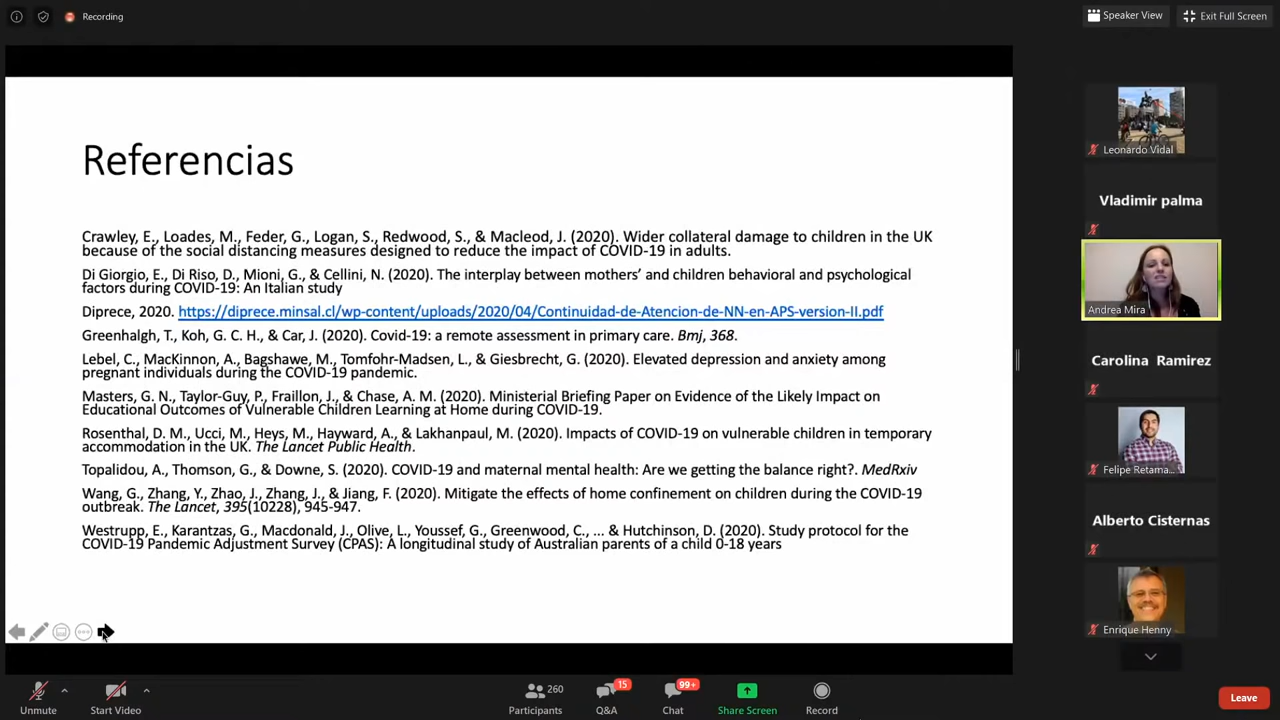 Recording
Speaker View
Exit Full Screen
Referencias
Crawley, E., Loades, M., Feder, G., Logan, S., Redwood, S., & Macleod, J. (2020). Wider collateral damage to children in the UK
because of the social distancing measures designed to reduce the impact of COVID-19 in adults.
Di Giorgio, E., Di Riso, D., Mioni, G., & Cellini, N. (2020). The interplay between mothers’ and children behavioral and psychological
factors during COVID-19: An Italian study
Diprece, 2020. https://diprece.minsal.cl/wp-content/uploads/2020/04/Continuidad-de-Atencion-de-NN-en-APS-version-II.pdf
Greenhalgh, T., Koh, G. C. H., & Car, J. (2020). Covid-19: a remote assessment in primary care. Bmj, 368.
Lebel, C., MacKinnon, A., Bagshawe, M., Tomfohr-Madsen, L., & Giesbrecht, G. (2020). Elevated depression and anxiety among
pregnant individuals during the COVID-19 pandemic.
Masters, G. N., Taylor-Guy, P., Fraillon, J., & Chase, A. M. (2020). Ministerial Briefing Paper on Evidence of the Likely Impact on
Educational Outcomes of Vulnerable Children Learning at Home during COVID-19.
Rosenthal, D. M., Ucci, M., Heys, M., Hayward, A., & Lakhanpaul, M. (2020). Impacts of COVID-19 on vulnerable children in temporary
accommodation in the UK. The Lancet Public Health.
Topalidou, A., Thomson, G., & Downe, S. (2020). COVID-19 and maternal mental health: Are we getting the balance right?. MedRxiv
Wang, G., Zhang, Y., Zhao, J., Zhang, J., & Jiang, F. (2020). Mitigate the effects of home confinement on children during the COVID-19
outbreak. The Lancet, 395(10228), 945-947.
Westrupp, E., Karantzas, G., Macdonald, J., Olive, L., Youssef, G., Greenwood, C., ... & Hutchinson, D. (2020). Study protocol for the
COVID-19 Pandemic Adjustment Survey (CPAS): A longitudinal study of Australian parents of a child 0-18 years
Leonardo Vidal
Vladimir palma
Andrea Mira
Carolina Ramirez
Felipe Retama...
Alberto Cisternas
Enrique Henny
Unmute
Start Video
260
Participants
15
Q&A
99+
Chat
Share Screen
Record
Leave